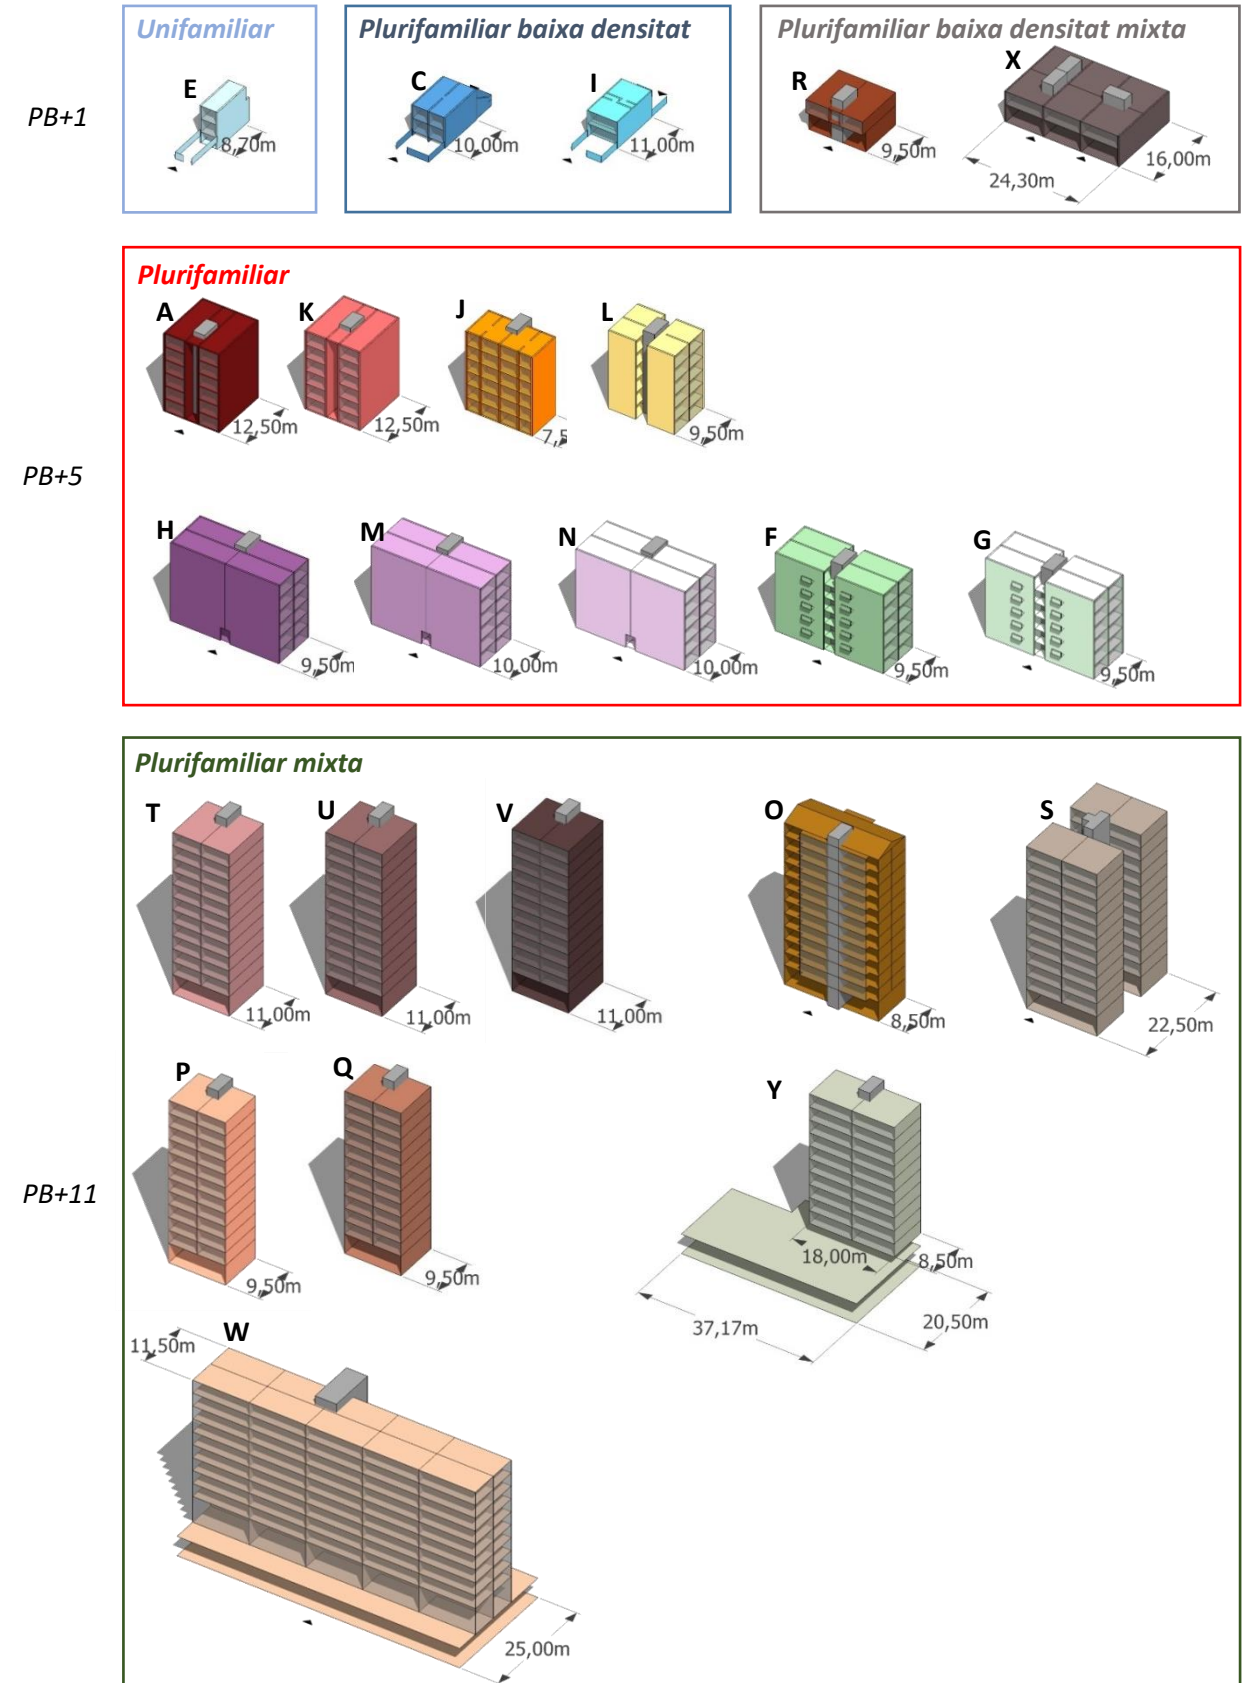 Unifamiliar
Plurifamiliar baixa densitat
Plurifamiliar baixa densitat mixta
PB+1
E
C
I
R
X
8,70m
10,00m
11,00m
9,50m
24,30m
16,00m
Plurifamiliar
PB+5
A
K
J
L
12,50m
12,50m
7,5
9,50m
H
M
N
F
G
9,50m
10,00m
10,00m
9,50m
9,50m
Plurifamiliar mixta
PB+11
T
U
V
O
S
11,00m
11,00m
11,00m
8,50m
22,50m
P
Q
Y
9,50m
9,50m
18,00m
8,50m
37,17m
20,50m
W
11,50m
25,00m